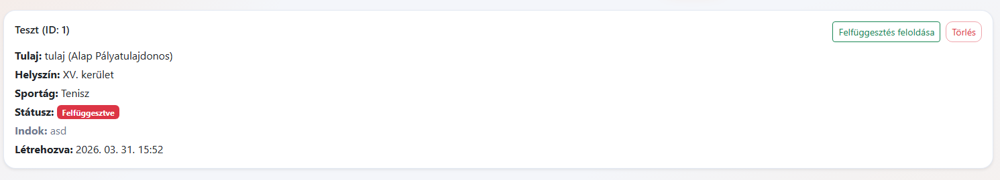 Teszt (ID: 1)
Felfüggesztés feloldása
Törlés
Tulaj: tulaj (Alap Pályatulajdonos)
Helyszín: XV. kerület
Sportág: Tenisz
Státusz: Felfüggesztve
Indok: asd
Létrehozva: 2026. 03. 31. 15:52